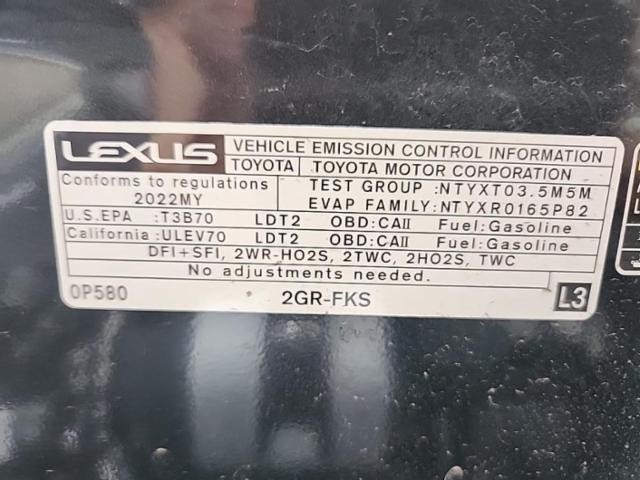 LEXUS VEHICLE EMISSION CONTROL INFORMATION
TOYOTA TOYOTA MOTOR CORPORATION
Conforms to regulations TEST GROUP :NTYXT03.5M5M
2022MY EVAP FAMILY:NTYXR0165P82
U.S.EPA :T3B70 LDT2 OBD:CAII Fuel:Gasoline
California :ULEV70 LDT2 OBD:CAII Fuel:Gasoline
DFI+SFI, 2WR-HO2S, 2TWC, 2HO2S, TWC
No adjustments needed.
0P580 2GR-FKS L3